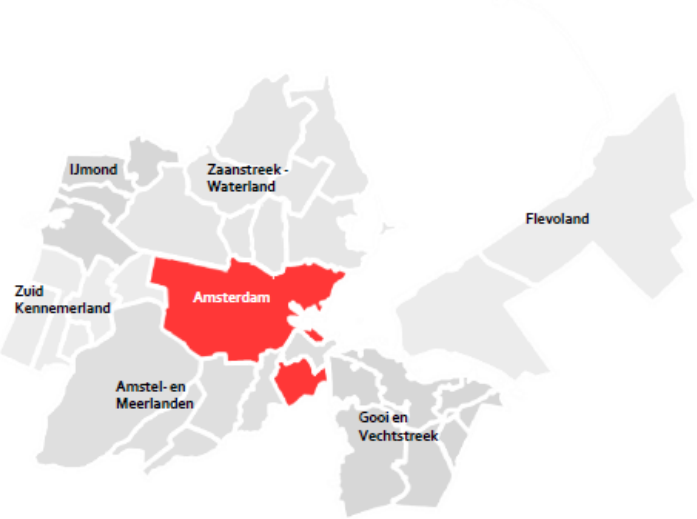 IJmond
Zaanstreek -
Waterland
Flevoland
Zuid
Kennemerland
Amsterdam
Amstel- en
Meerlanden
Gooi en
Vechtstreek